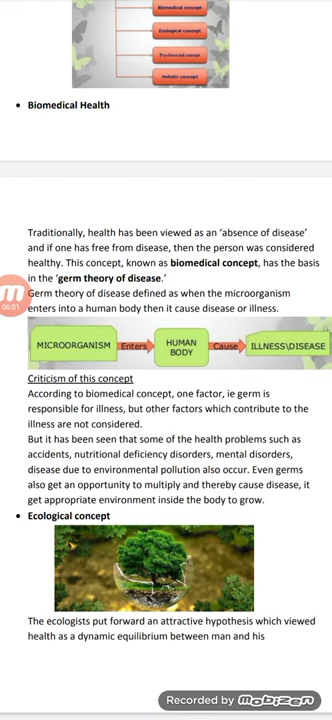 Biomedical concept
Ecological concept
Psychosocial concept
Holistic concept
• Biomedical Health
Traditionally, health has been viewed as an ‘absence of disease’
and if one has free from disease, then the person was considered
healthy. This concept, known as biomedical concept, has the basis
in the ‘germ theory of disease.’
06:01
Germ theory of disease defined as when the microorganism
enters into a human body then it cause disease or illness.
MICROORGANISM Enters HUMAN BODY Cause ILLNESS\DISEASE
Criticism of this concept
According to biomedical concept, one factor, ie germ is
responsible for illness, but other factors which contribute to the
illness are not considered.
But it has been seen that some of the health problems such as
accidents, nutritional deficiency disorders, mental disorders,
disease due to environmental pollution also occur. Even germs
also get an opportunity to multiply and thereby cause disease, it
get appropriate environment inside the body to grow.
• Ecological concept
The ecologists put forward an attractive hypothesis which viewed
health as a dynamic equilibrium between man and his
Recorded by mobizen